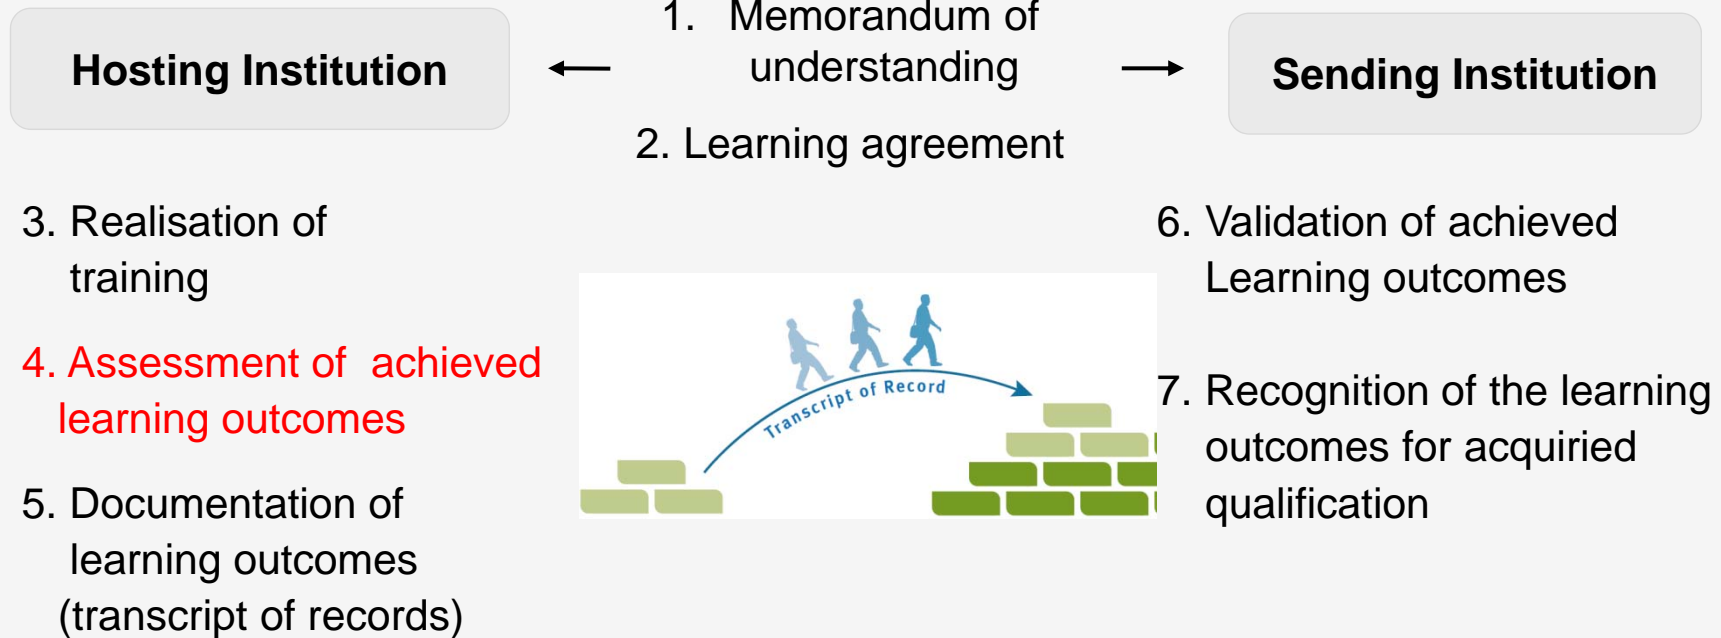 Hosting Institution
1. Memorandum of
understanding
2. Learning agreement
Sending Institution
3. Realisation of
training
4. Assessment of  achieved
learning outcomes
5. Documentation of
learning outcomes
(transcript of records)
Transcript of Record
6. Validation of achieved
Learning outcomes
7. Recognition of the learning
outcomes for acquiried
qualification